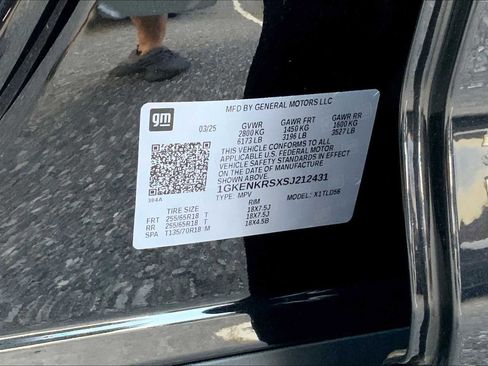 gm
MFD BY GENERAL MOTORS LLC
03/25 GVWR GAWR FRT GAWR RR
2800 KG 1450 KG 1600 KG
6173 LB 3196 LB 3527 LB
THIS VEHICLE CONFORMS TO ALL
APPLICABLE U.S. FEDERAL MOTOR
VEHICLE SAFETY STANDARDS IN EFFECT
ON THE DATE OF MANUFACTURE
SHOWN ABOVE.
1GKENKRSXSJ212431
TYPE: MPV MODEL: X1TLD56
384A
TIRE SIZE RIM
FRT 255/65R18 T 18X7.5J
RR 255/65R18 T 18X7.5J
SPA T135/70R18 M 18X4.5B